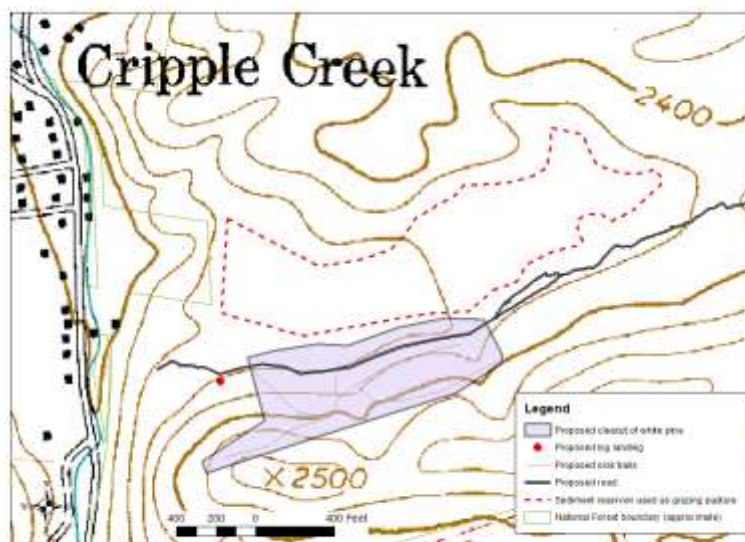 Cripple Creek
2400
X 2500
400 200 0 400 Feet
Legend
Proposed clearcut of white pine
Proposed log landing
Proposed skid trails
Proposed road
Sediment reservoir used as grazing pasture
National Forest boundary (approximate)